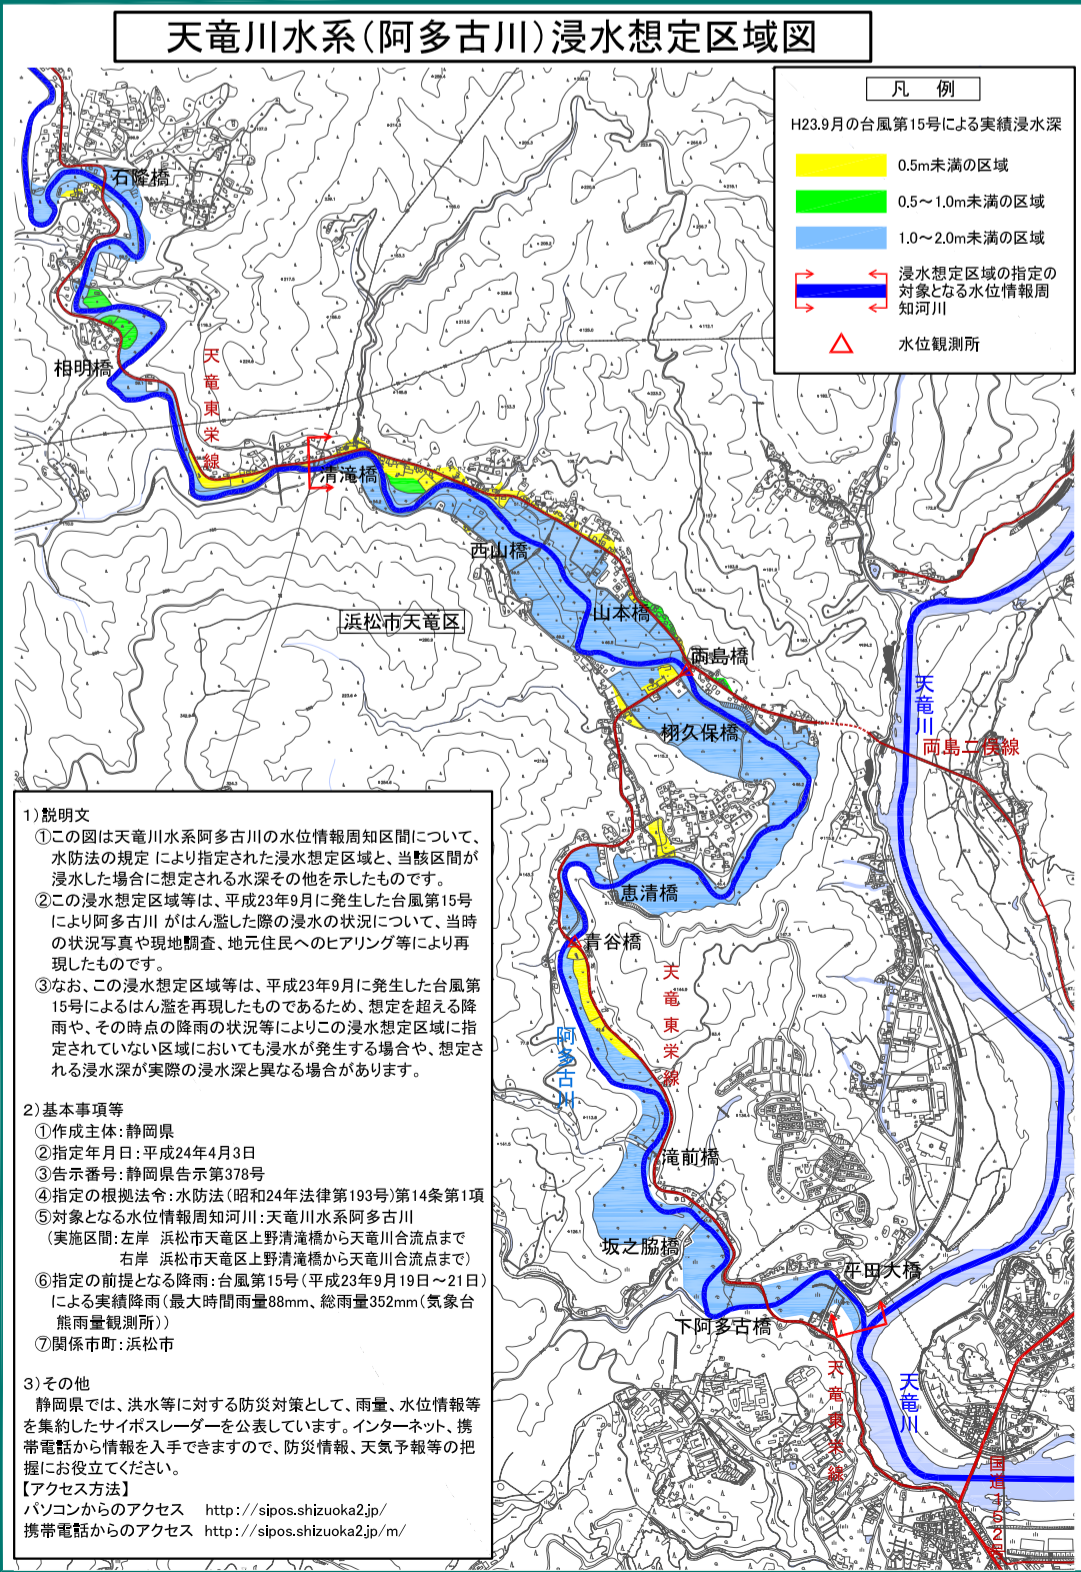 天竜川水系(阿多古川)浸水想定区域図
凡 例
H23.9月の台風第15号による実績浸水深
0.5m未満の区域
0.5～1.0m未満の区域
1.0～2.0m未満の区域
浸水想定区域の指定の
対象となる水位情報周
知河川
水位観測所
石降橋
相明橋
天竜東栄線
清滝橋
西山橋
浜松市天竜区
山本橋
両島橋
栩久保橋
天竜川
両島二俣線
恵清橋
青谷橋
天竜東栄線
阿多古川
滝前橋
坂之脇橋
平田大橋
下阿多古橋
天竜東栄線
天竜川
国道152号
1)説明文
①この図は天竜川水系阿多古川の水位情報周知区間について、
水防法の規定 により指定された浸水想定区域と、当該区間が
浸水した場合に想定される水深その他を示したものです。
②この浸水想定区域等は、平成23年9月に発生した台風第15号
により阿多古川 がはん濫した際の浸水の状況について、当時
の状況写真や現地調査、地元住民へのヒアリング等により再
現したものです。
③なお、この浸水想定区域等は、平成23年9月に発生した台風第
15号によるはん濫を再現したものであるため、想定を超える降
雨や、その時点の降雨の状況等によりこの浸水想定区域に指
定されていない区域においても浸水が発生する場合や、想定さ
れる浸水深が実際の浸水深と異なる場合があります。
2)基本事項等
①作成主体:静岡県
②指定年月日:平成24年4月3日
③告示番号:静岡県告示第378号
④指定の根拠法令:水防法(昭和24年法律第193号)第14条第1項
⑤対象となる水位情報周知河川:天竜川水系阿多古川
(実施区間:左岸 浜松市天竜区上野清滝橋から天竜川合流点まで
右岸 浜松市天竜区上野清滝橋から天竜川合流点まで)
⑥指定の前提となる降雨:台風第15号(平成23年9月19日～21日)
による実績降雨(最大時間雨量88mm、総雨量352mm(気象台
熊雨量観測所))
⑦関係市町:浜松市
3)その他
静岡県では、洪水等に対する防災対策として、雨量、水位情報等
を集約したサイポスレーダーを公表しています。インターネット、携
帯電話から情報を入手できますので、防災情報、天気予報等の把
握にお役立てください。
【アクセス方法】
パソコンからのアクセス http://sipos.shizuoka2.jp/
携帯電話からのアクセス http://sipos.shizuoka2.jp/m/